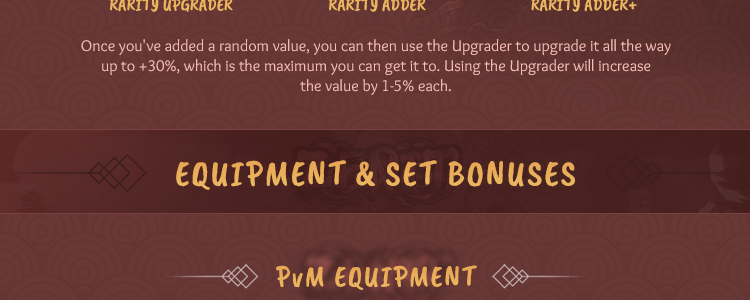 RARITY UPGRADER RARITY ADDER RARITY ADDER+
Once you've added a random value, you can then use the Upgrader to upgrade it all the way
up to +30%, which is the maximum you can get it to. Using the Upgrader will increase
the value by 1-5% each.
EQUIPMENT & SET BONUSES
PvM EQUIPMENT